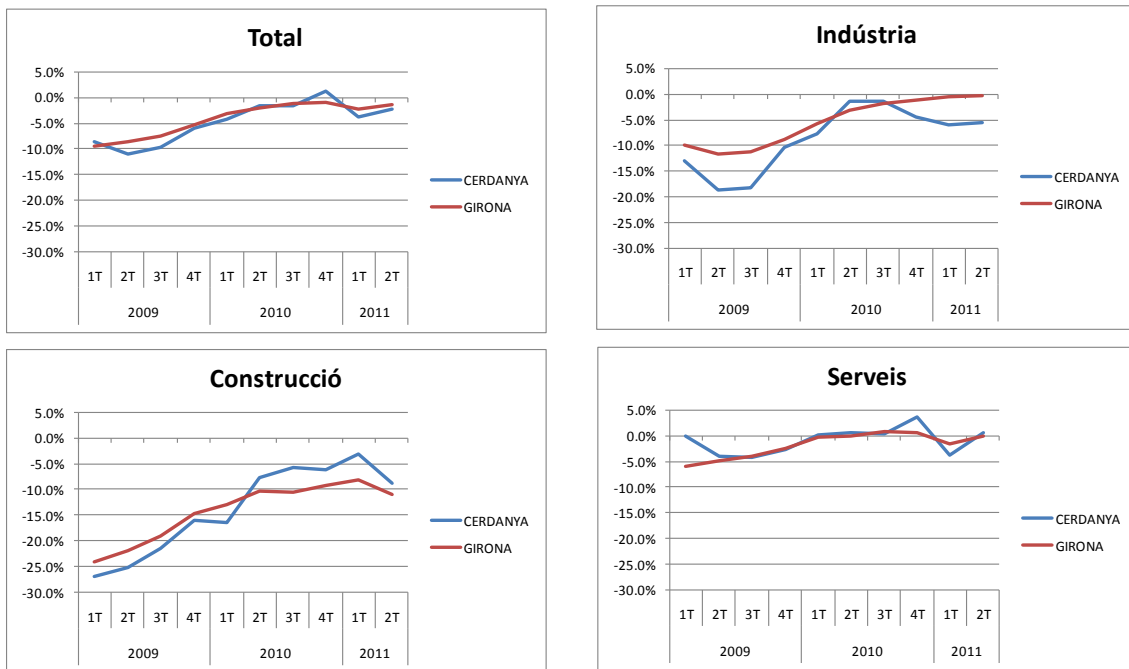 Total
5.0%
0.0%
-5.0%
-10.0%
-15.0%
-20.0%
-25.0%
-30.0%
1T 2T 3T 4T 1T 2T 3T 4T 1T 2T
2009 2010 2011
CERDANYA
GIRONA
Indústria
5.0%
0.0%
-5.0%
-10.0%
-15.0%
-20.0%
-25.0%
-30.0%
1T 2T 3T 4T 1T 2T 3T 4T 1T 2T
2009 2010 2011
CERDANYA
GIRONA
Construcció
5.0%
0.0%
-5.0%
-10.0%
-15.0%
-20.0%
-25.0%
-30.0%
1T 2T 3T 4T 1T 2T 3T 4T 1T 2T
2009 2010 2011
CERDANYA
GIRONA
Serveis
5.0%
0.0%
-5.0%
-10.0%
-15.0%
-20.0%
-25.0%
-30.0%
1T 2T 3T 4T 1T 2T 3T 4T 1T 2T
2009 2010 2011
CERDANYA
GIRONA